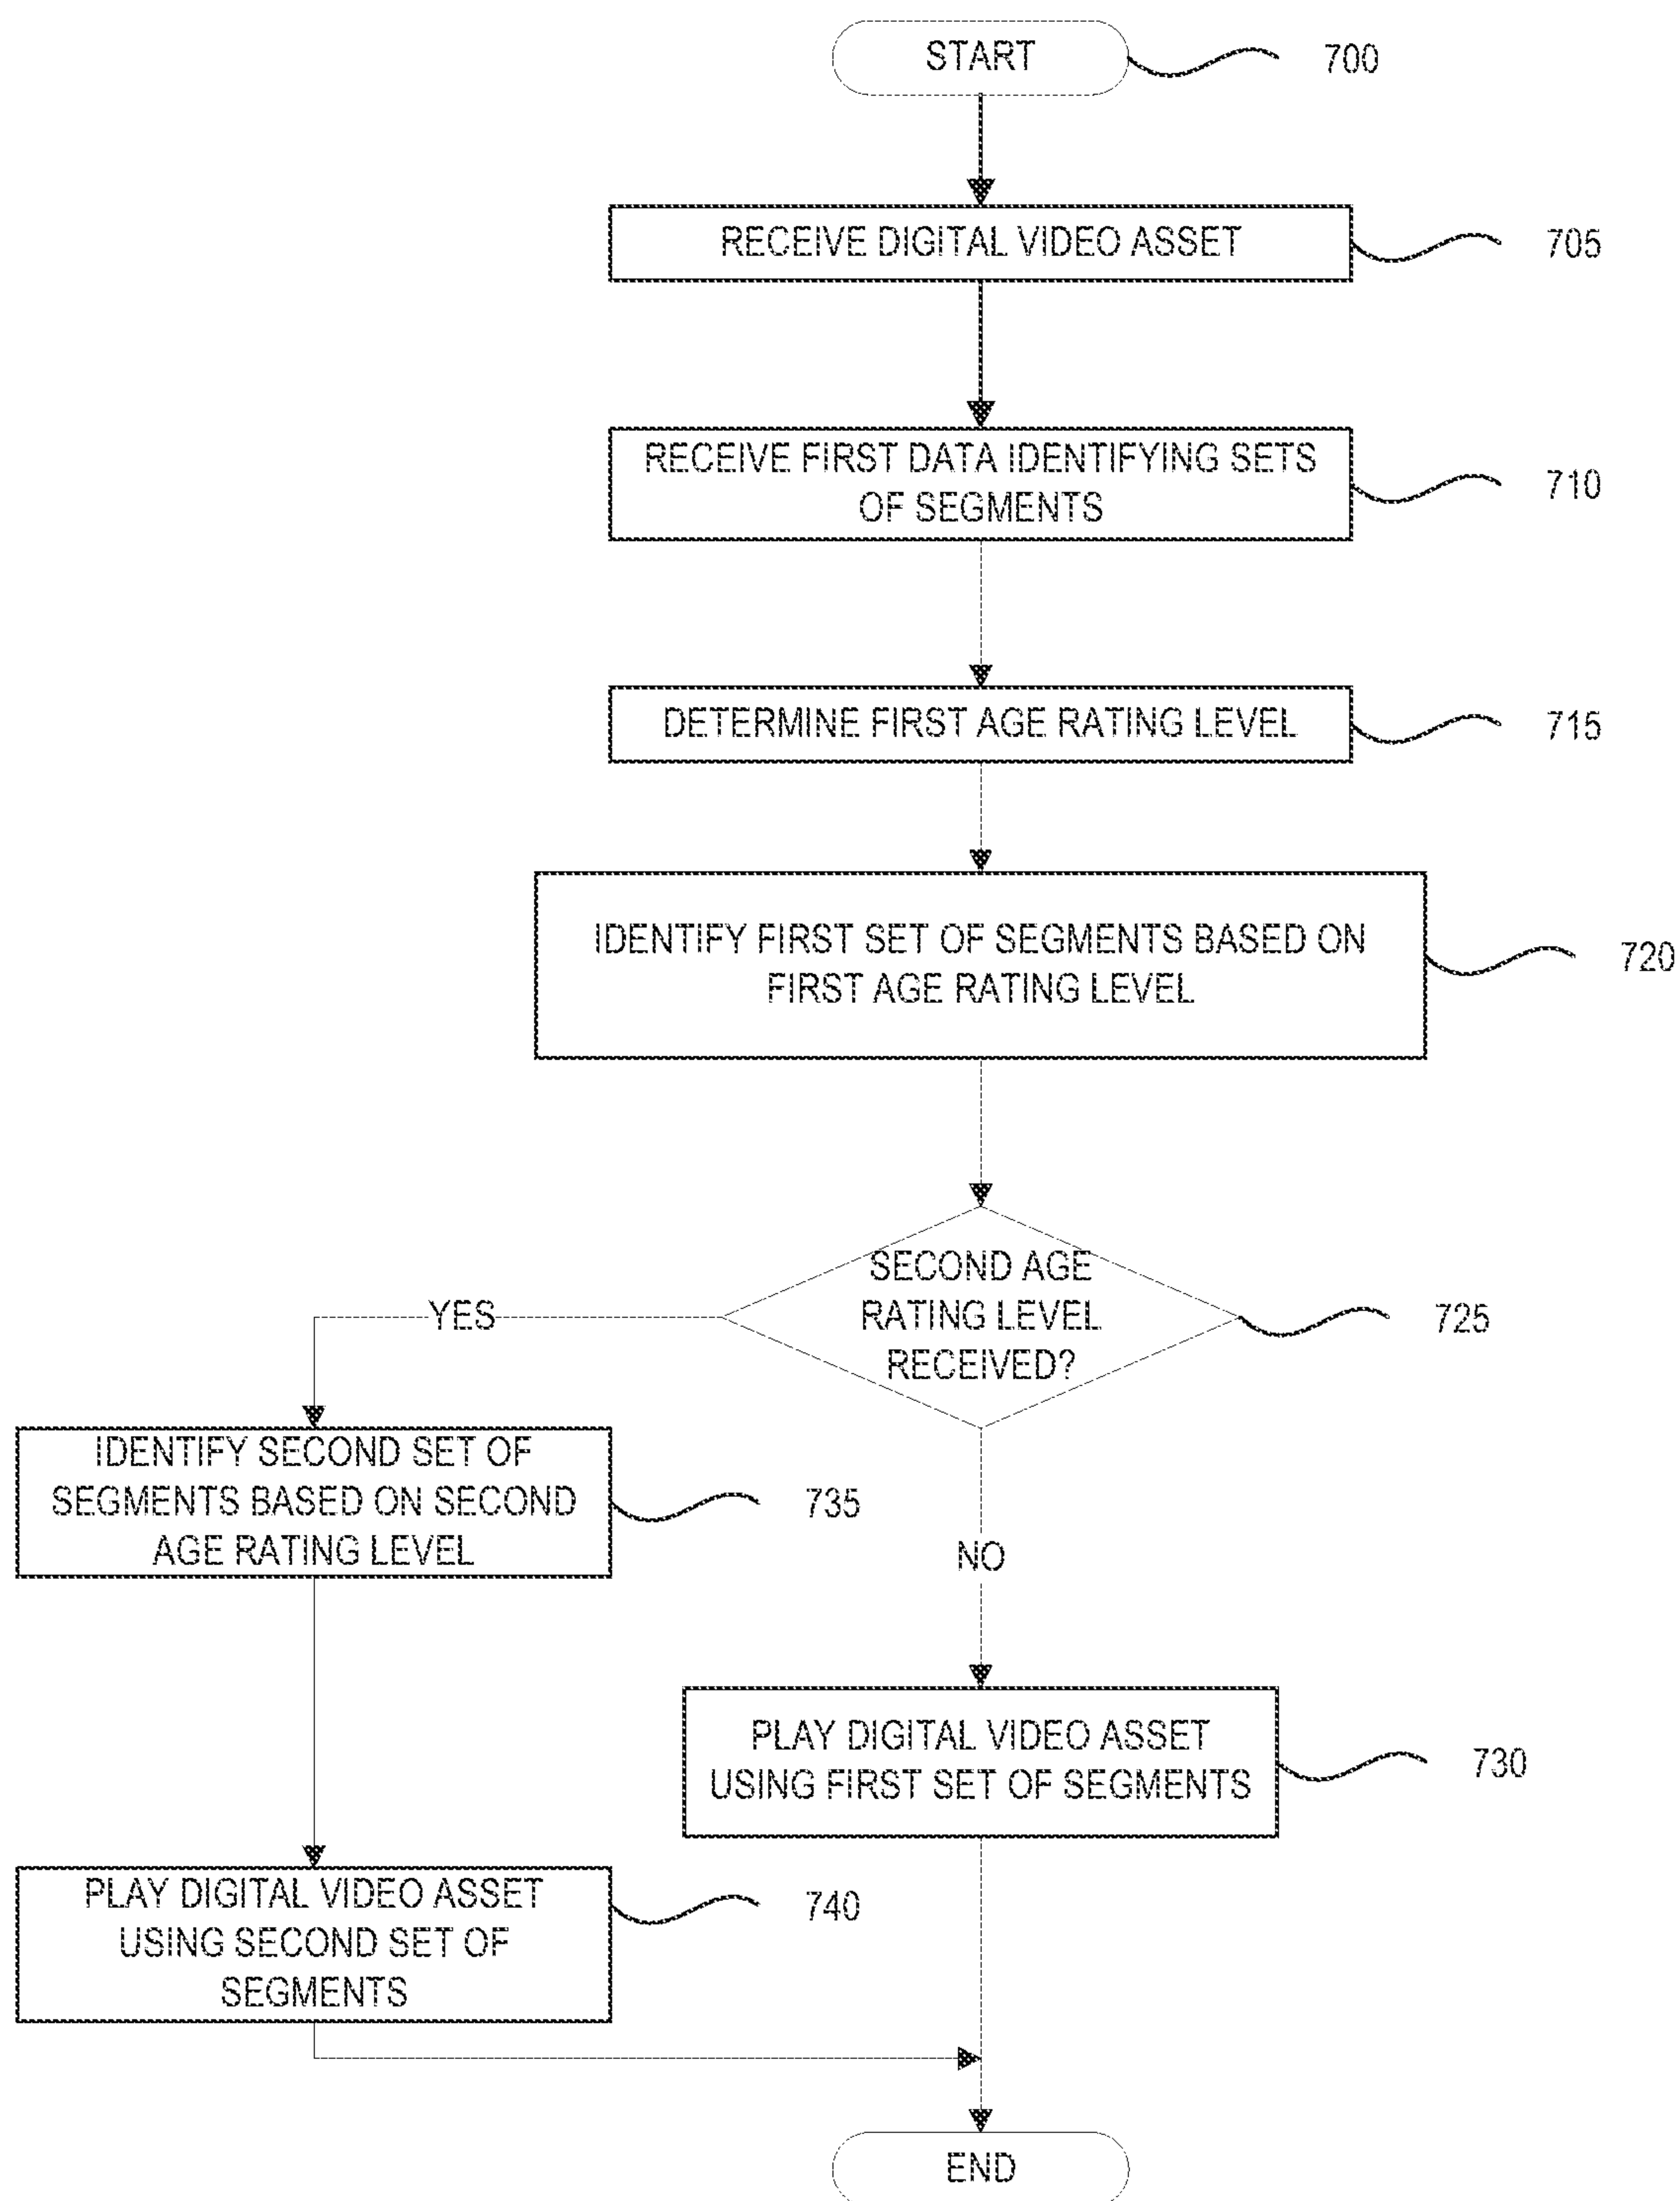 START
700
RECEIVE DIGITAL VIDEO ASSET
705
RECEIVE FIRST DATA IDENTIFYING SETS
OF SEGMENTS
710
DETERMINE FIRST AGE RATING LEVEL
715
IDENTIFY FIRST SET OF SEGMENTS BASED ON
FIRST AGE RATING LEVEL
720
SECOND AGE
RATING LEVEL
RECEIVED?
725
YES
IDENTIFY SECOND SET OF
SEGMENTS BASED ON SECOND
AGE RATING LEVEL
735
NO
PLAY DIGITAL VIDEO ASSET
USING FIRST SET OF SEGMENTS
730
PLAY DIGITAL VIDEO ASSET
USING SECOND SET OF
SEGMENTS
740
END